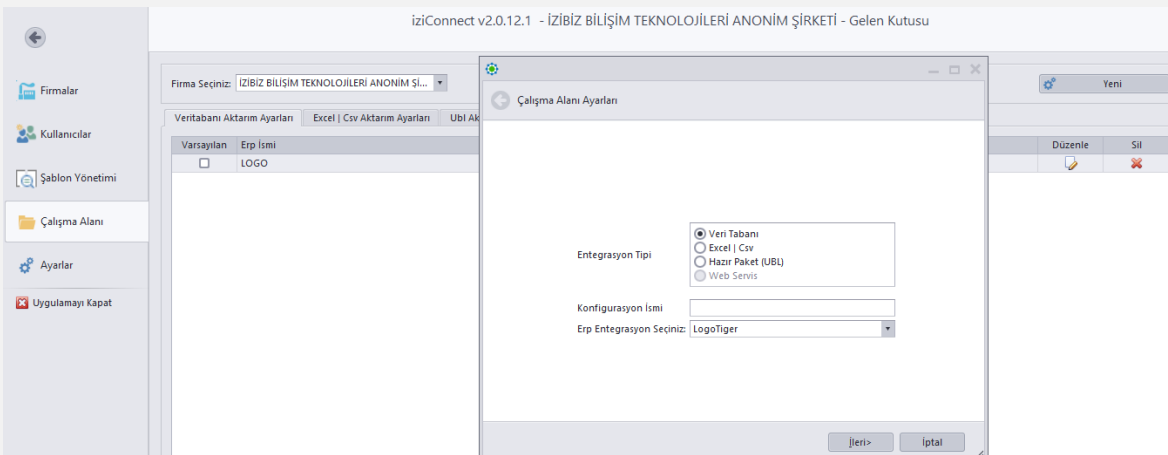 iziConnect v2.0.12.1 - İZİBİZ BİLİŞİM TEKNOLOJİLERİ ANONİM ŞİRKETİ - Gelen Kutusu
Firmalar
Kullanıcılar
Şablon Yönetimi
Çalışma Alanı
Ayarlar
Uygulamayı Kapat
Firma Seçiniz: İZİBİZ BİLİŞİM TEKNOLOJİLERİ ANONİM Şİ...
Yeni
Veritabanı Aktarım Ayarları Excel | Csv Aktarım Ayarları Ubl Ak
Varsayılan Erp İsmi Düzenle Sil
LOGO
Çalışma Alanı Ayarları
Entegrasyon Tipi
Veri Tabanı
Excel | Csv
Hazır Paket (UBL)
Web Servis
Konfigurasyon İsmi
Erp Entegrasyon Seçiniz: LogoTiger
İleri> İptal